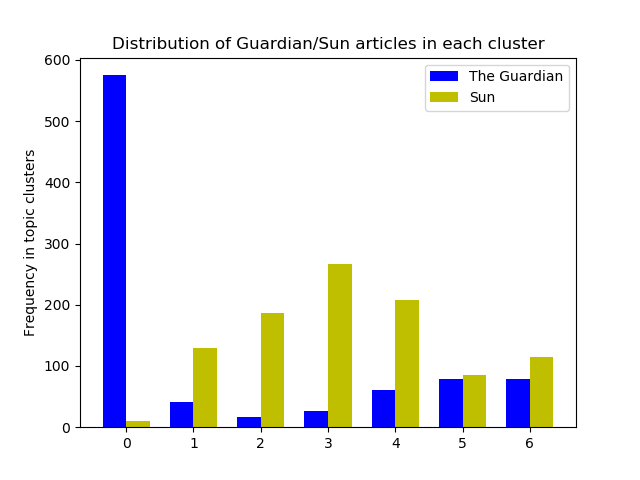 Distribution of Guardian/Sun articles in each cluster
600
500
400
300
200
100
0
Frequency in topic clusters
The Guardian
Sun
0 1 2 3 4 5 6